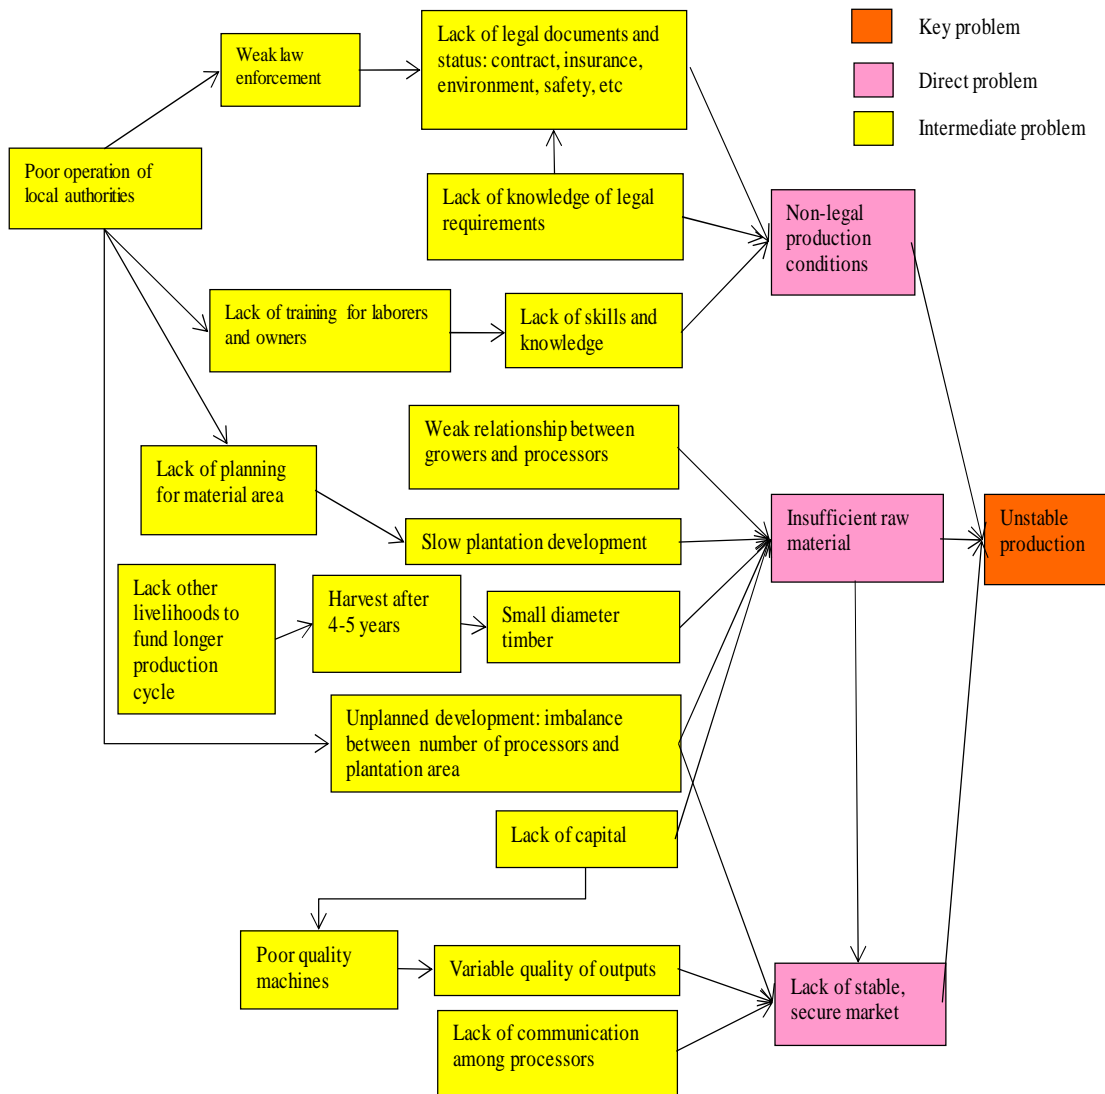 Key problem
Direct problem
Intermediate problem
Weak law
enforcement
Lack of legal documents and
status: contract, insurance,
environment, safety, etc
Poor operation of
local authorities
Lack of knowledge of legal
requirements
Non-legal
production
conditions
Lack of training for laborers
and owners
Lack of skills and
knowledge
Weak relationship between
growers and processors
Lack of planning
for material area
Slow plantation development
Insufficient raw
material
Unstable
production
Lack other
livelihoods to
fund longer
production
cycle
Harvest after
4-5 years
Small diameter
timber
Unplanned development: imbalance
between number of processors and
plantation area
Lack of capital
Poor quality
machines
Variable quality of outputs
Lack of stable,
secure market
Lack of communication
among processors